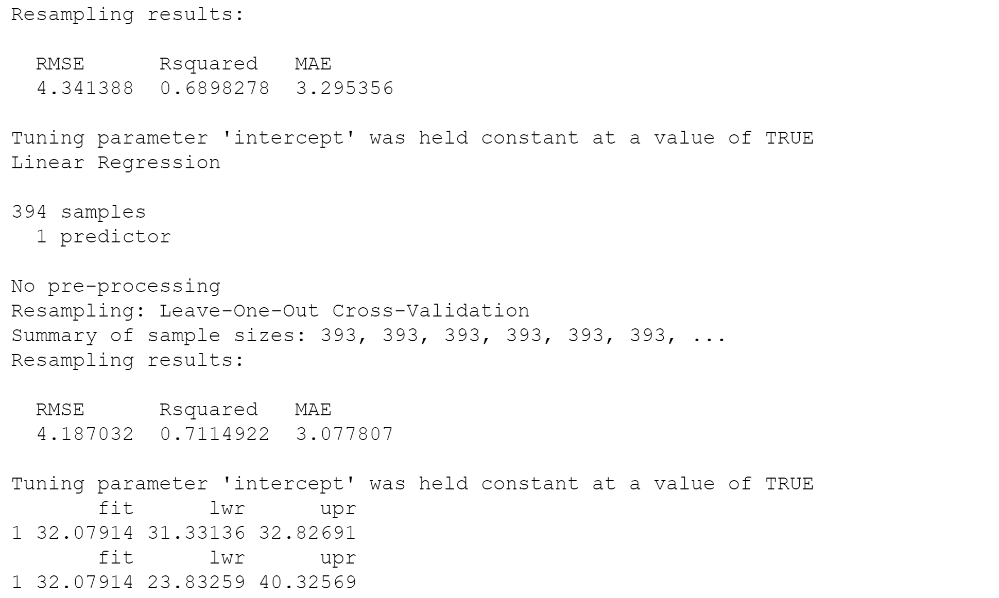 Resampling results:

  RMSE      Rsquared   MAE
  4.341388  0.6898278  3.295356

Tuning parameter 'intercept' was held constant at a value of TRUE
Linear Regression

394 samples
  1 predictor

No pre-processing
Resampling: Leave-One-Out Cross-Validation
Summary of sample sizes: 393, 393, 393, 393, 393, 393, ...
Resampling results:

  RMSE      Rsquared   MAE
  4.187032  0.7114922  3.077807

Tuning parameter 'intercept' was held constant at a value of TRUE
       fit      lwr      upr
1 32.07914 31.33136 32.82691
       fit      lwr      upr
1 32.07914 23.83259 40.32569